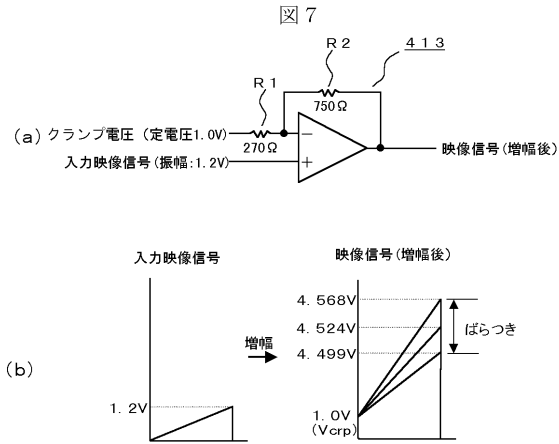 図7
R2
413
R1
750Ω
(a) クランプ電圧 (定電圧1.0V)
270Ω
入力映像信号(振幅:1.2V)
映像信号(増幅後)
－
＋
入力映像信号
映像信号(増幅後)
4.568V
4.524V
4.499V
ばらつき
増幅
(b)
1.2V
1.0V
(Vcrp)